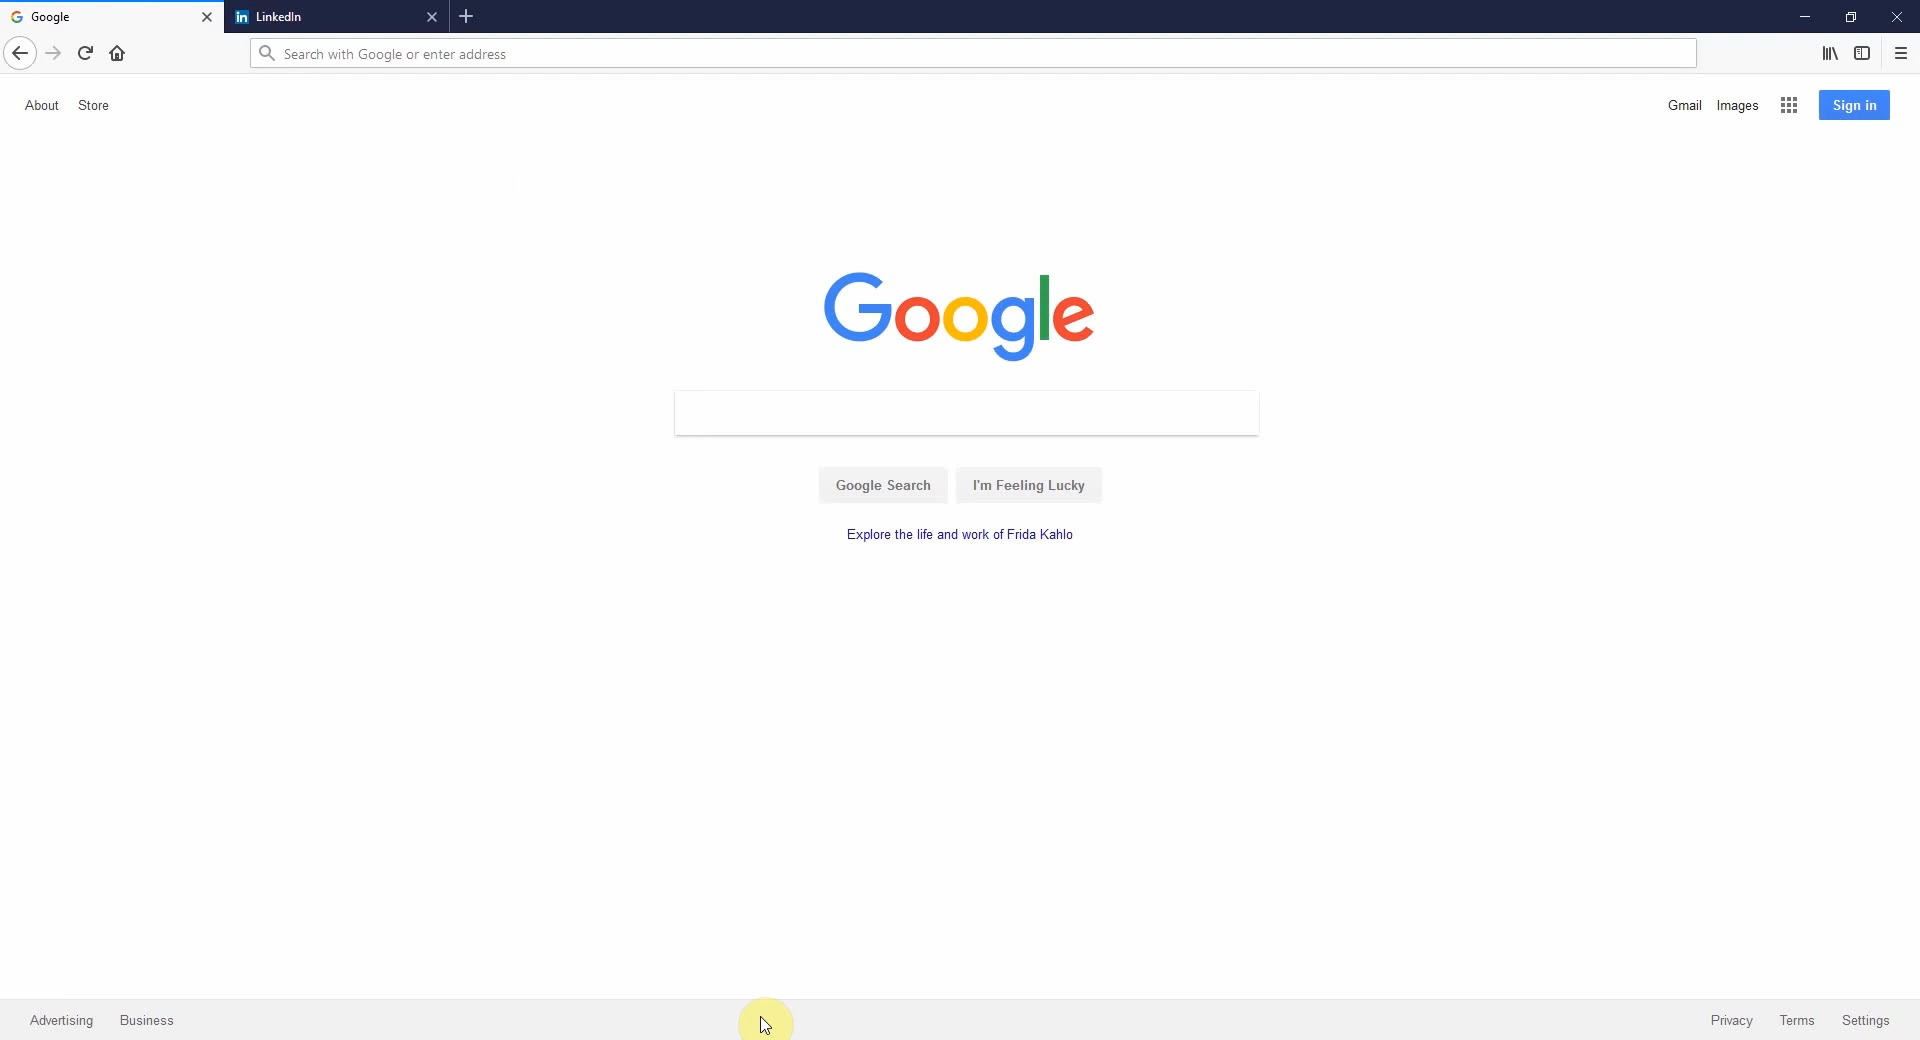 Google
LinkedIn
Search with Google or enter address
About Store
Gmail Images Sign in
Google
Google Search I'm Feeling Lucky
Explore the life and work of Frida Kahlo
Advertising Business
Privacy Terms Settings